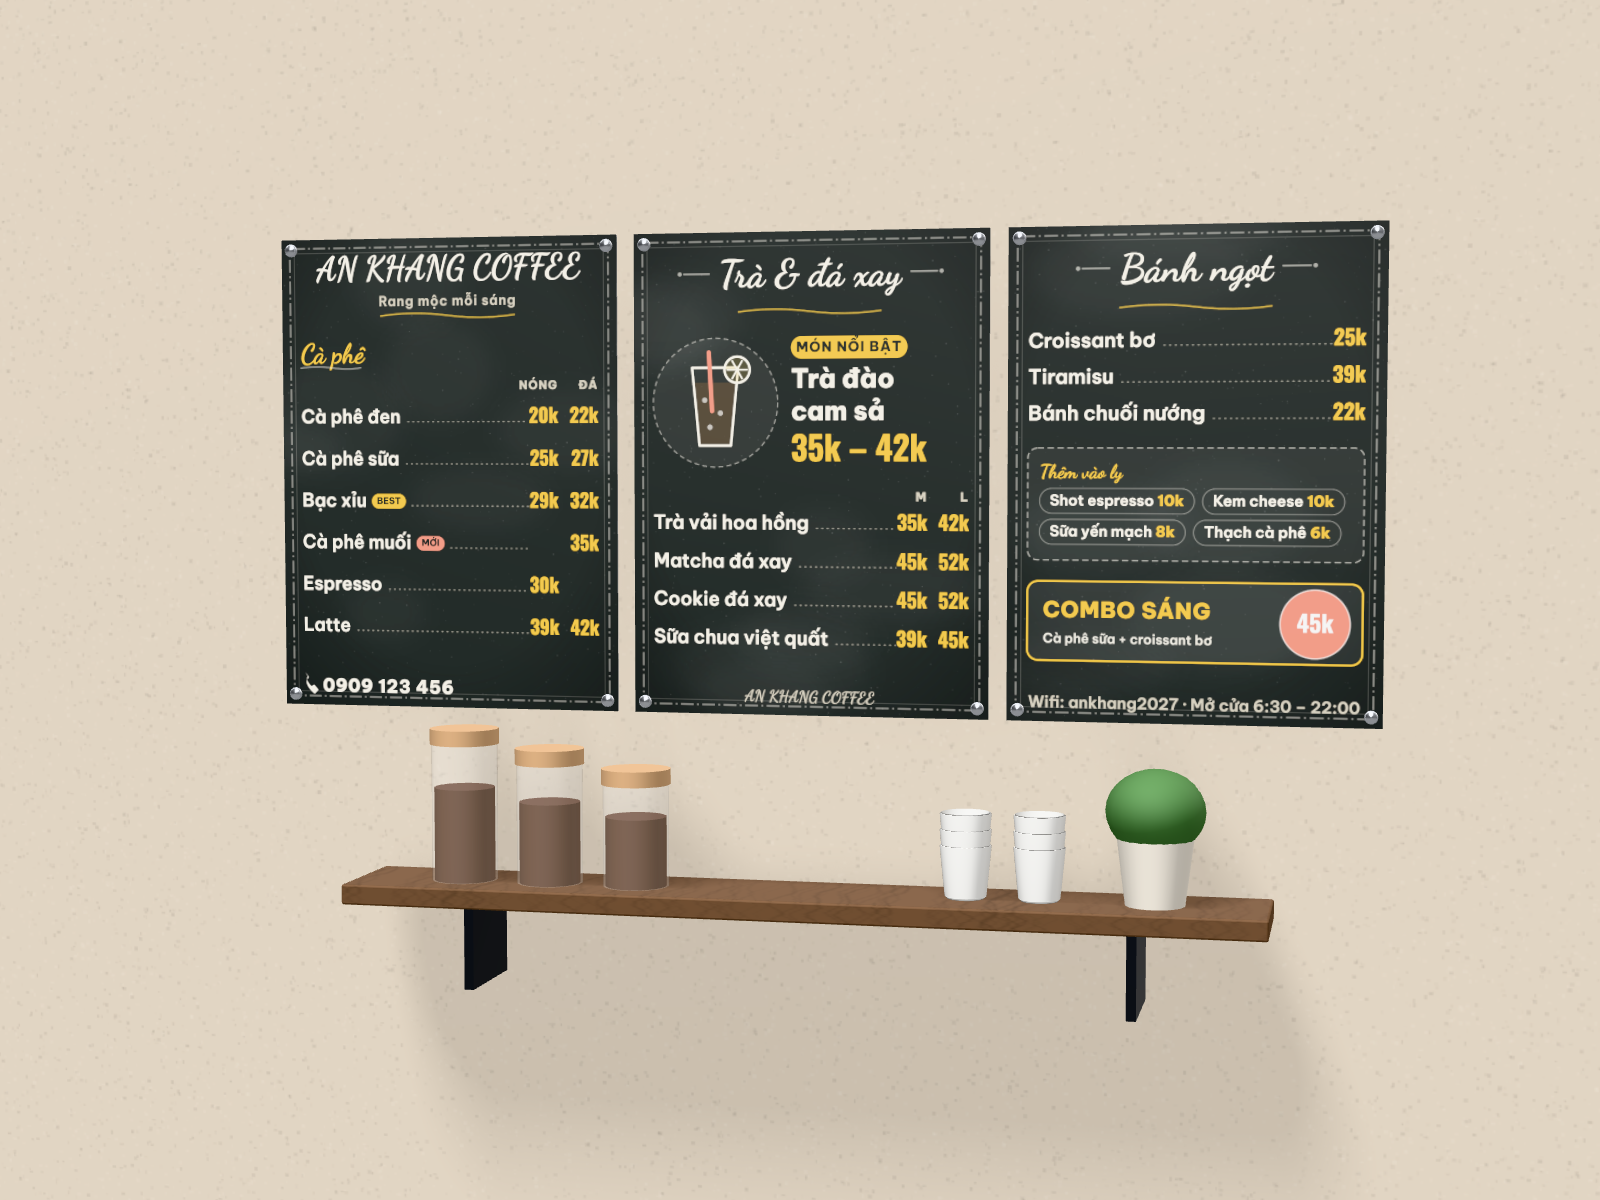 AN KHANG COFFEE
Rang mộc mỗi sáng
Cà phê
NÓNG ĐÁ
Cà phê đen 20k 22k
Cà phê sữa 25k 27k
Bạc xỉu BEST 29k 32k
Cà phê muối MỚI 35k
Espresso 30k
Latte 39k 42k
0909 123 456
Trà & đá xay
MÓN NỔI BẬT
Trà đào
cam sả
35k – 42k
M L
Trà vải hoa hồng 35k 42k
Matcha đá xay 45k 52k
Cookie đá xay 45k 52k
Sữa chua việt quất 39k 45k
AN KHANG COFFEE
Bánh ngọt
Croissant bơ 25k
Tiramisu 39k
Bánh chuối nướng 22k
Thêm vào ly
Shot espresso 10k Kem cheese 10k
Sữa yến mạch 8k Thạch cà phê 6k
COMBO SÁNG
Cà phê sữa + croissant bơ
45k
Wifi: ankhang2027 · Mở cửa 6:30 – 22:00